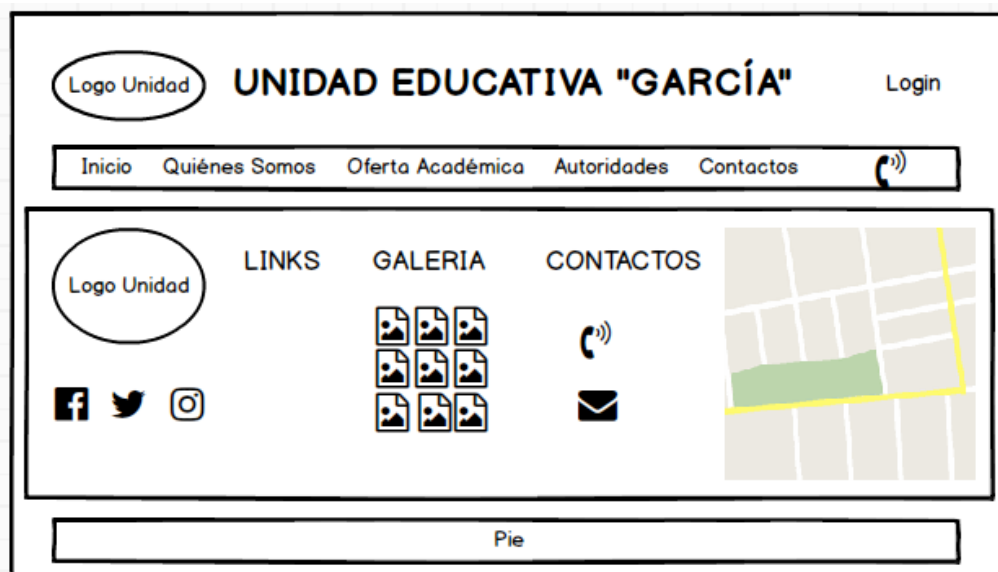 Logo Unidad
UNIDAD EDUCATIVA "GARCÍA"
Login
Inicio Quiénes Somos Oferta Académica Autoridades Contactos
Logo Unidad
LINKS
GALERIA
CONTACTOS
Pie